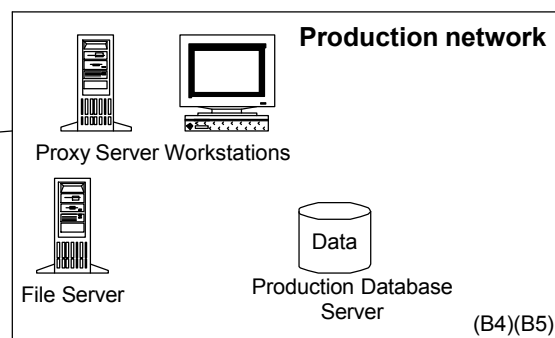 Production network
Proxy Server Workstations
File Server
Data
Production Database
Server
(B4)(B5)